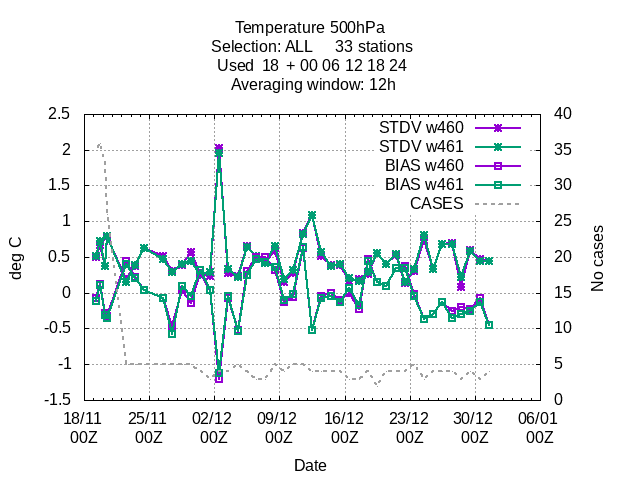 Temperature 500hPa
Selection: ALL 33 stations
Used 18 + 00 06 12 18 24
Averaging window: 12h
2.5
2
1.5
1
0.5
0
-0.5
-1
-1.5
deg C
40
35
30
25
20
15
10
5
0
No cases
STDV w460
STDV w461
BIAS w460
BIAS w461
CASES
18/11 25/11 02/12 09/12 16/12 23/12 30/12 06/01
00Z 00Z 00Z 00Z 00Z 00Z 00Z 00Z
Date